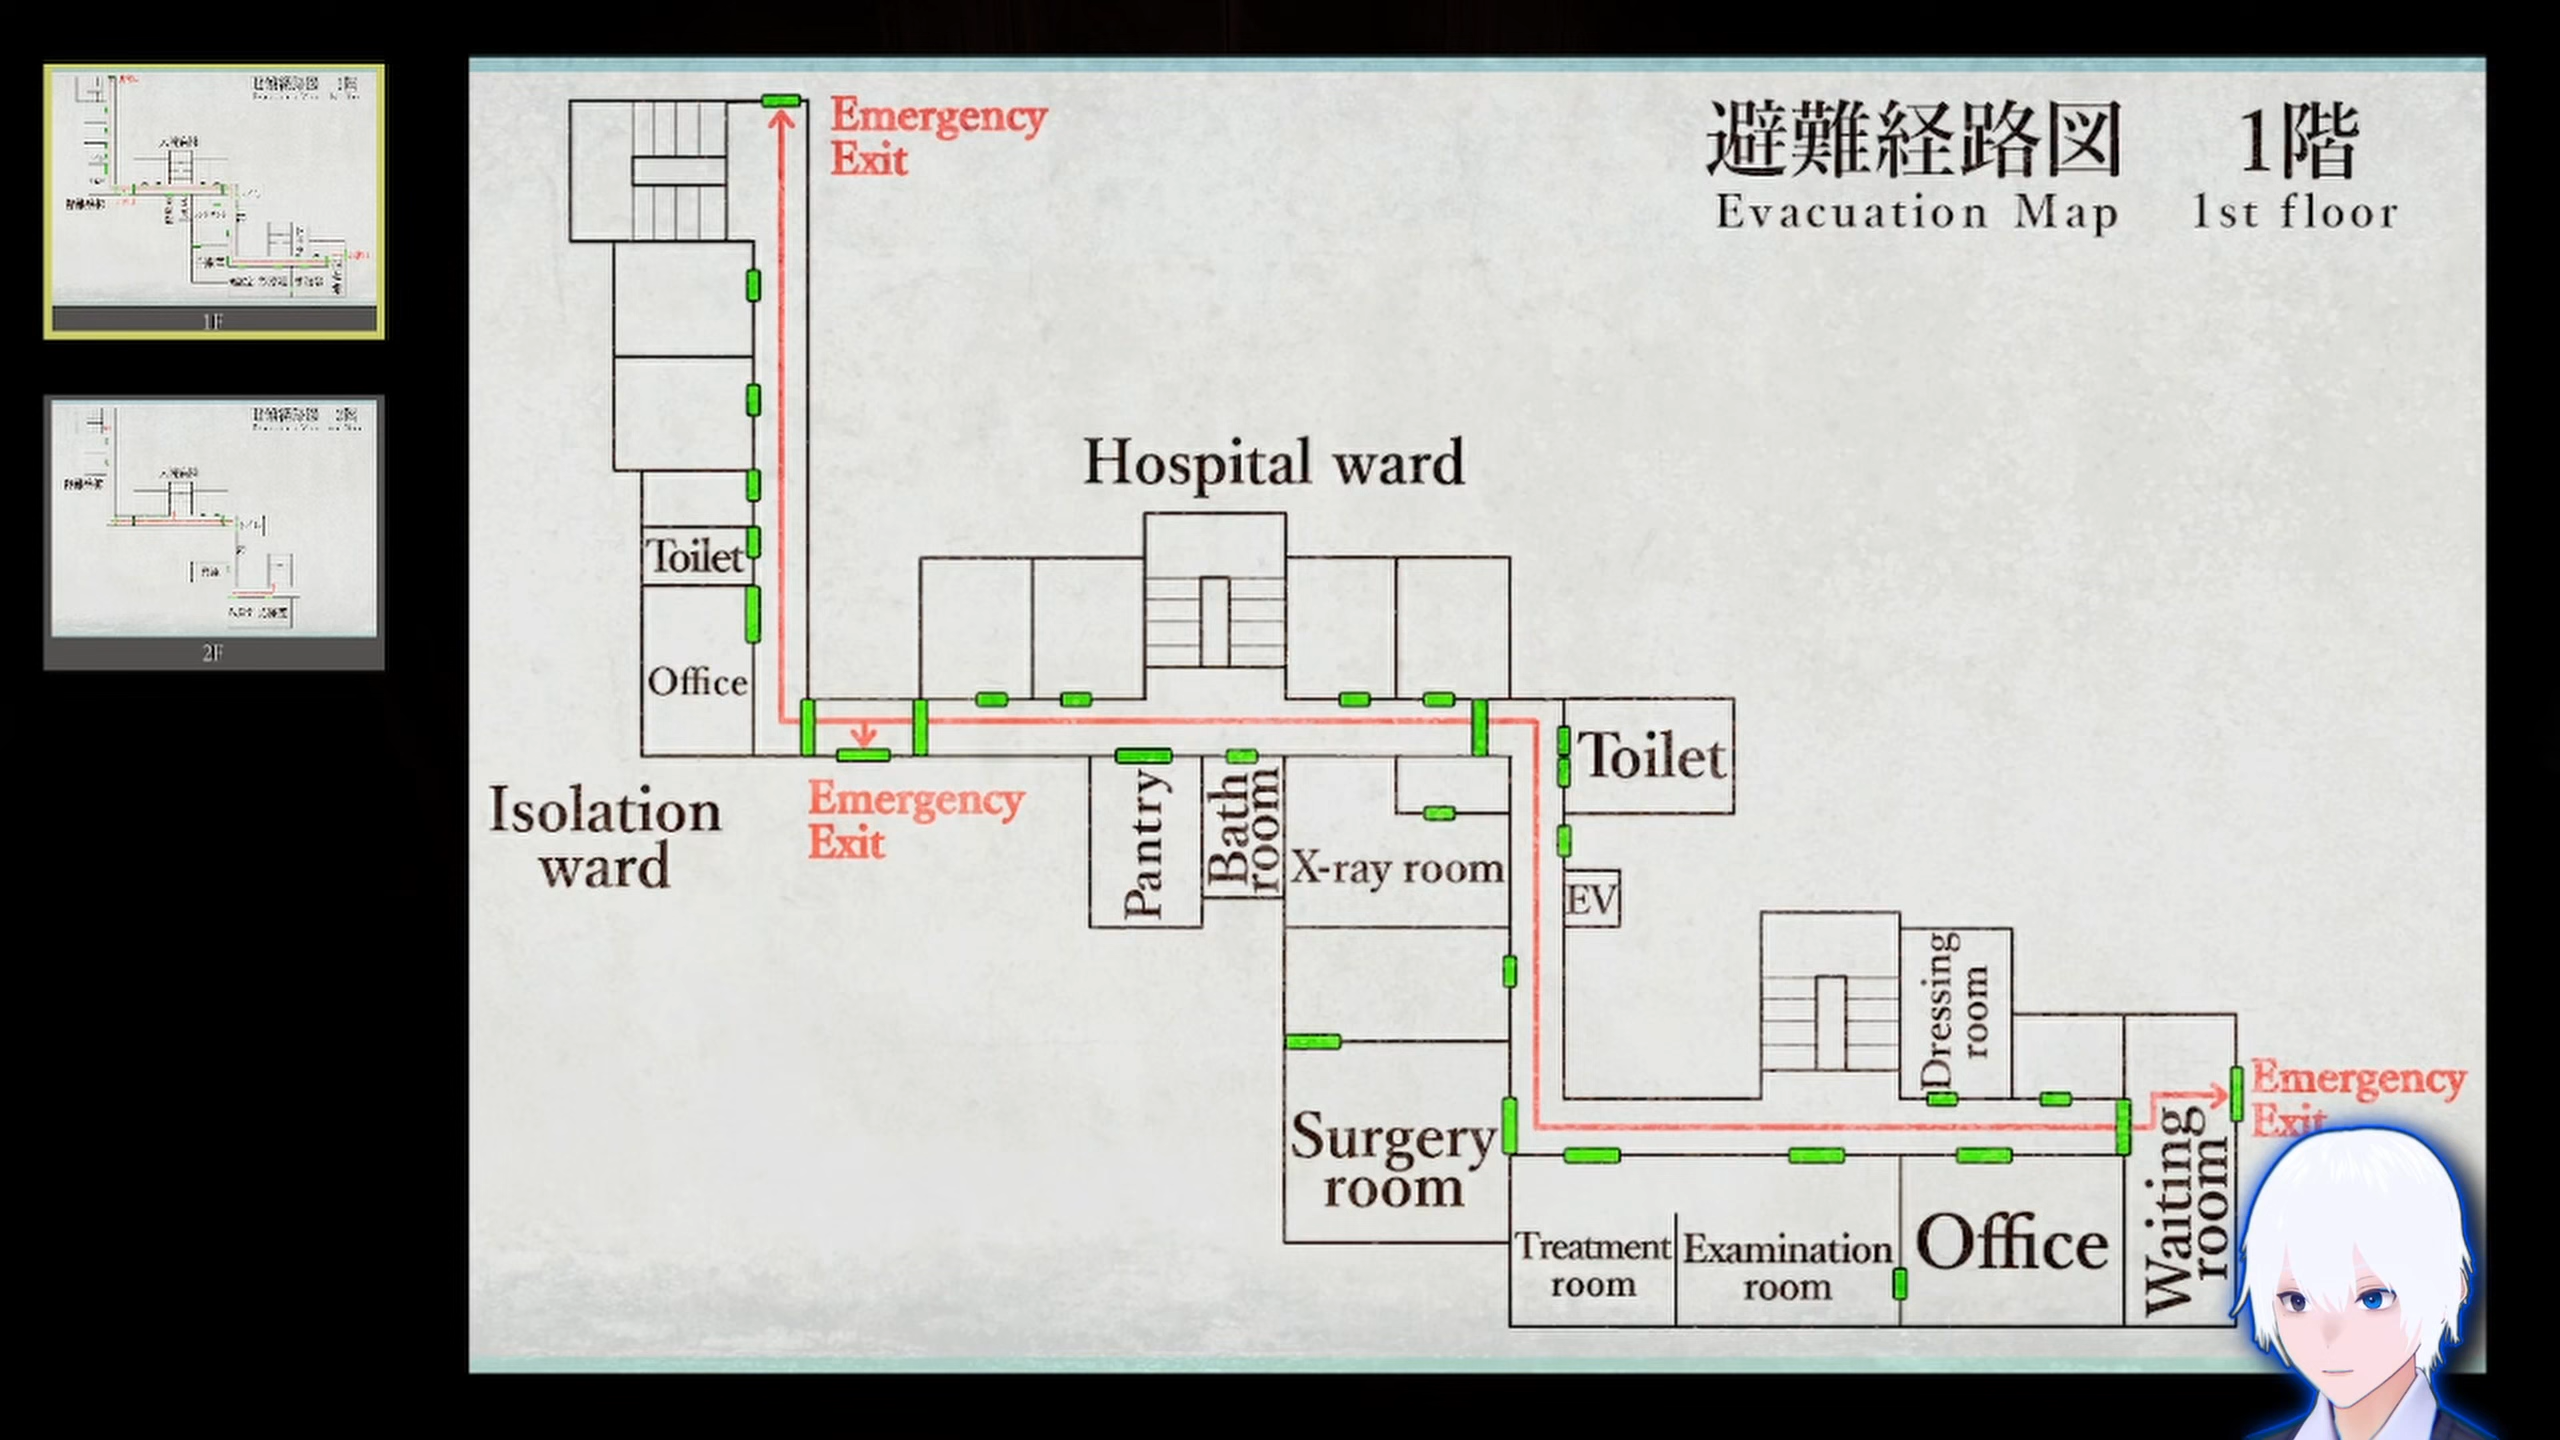 避難経路図 1階
Evacuation Map 1st floor
Emergency
Exit
Hospital ward
Toilet
Office
Isolation
ward
Emergency
Exit
Pantry
Bath
room
X-ray room
Toilet
EV
Surgery
room
Dressing
room
Emergency
Exit
Treatment
room
Examination
room
Office
Waiting
room
1F
2F